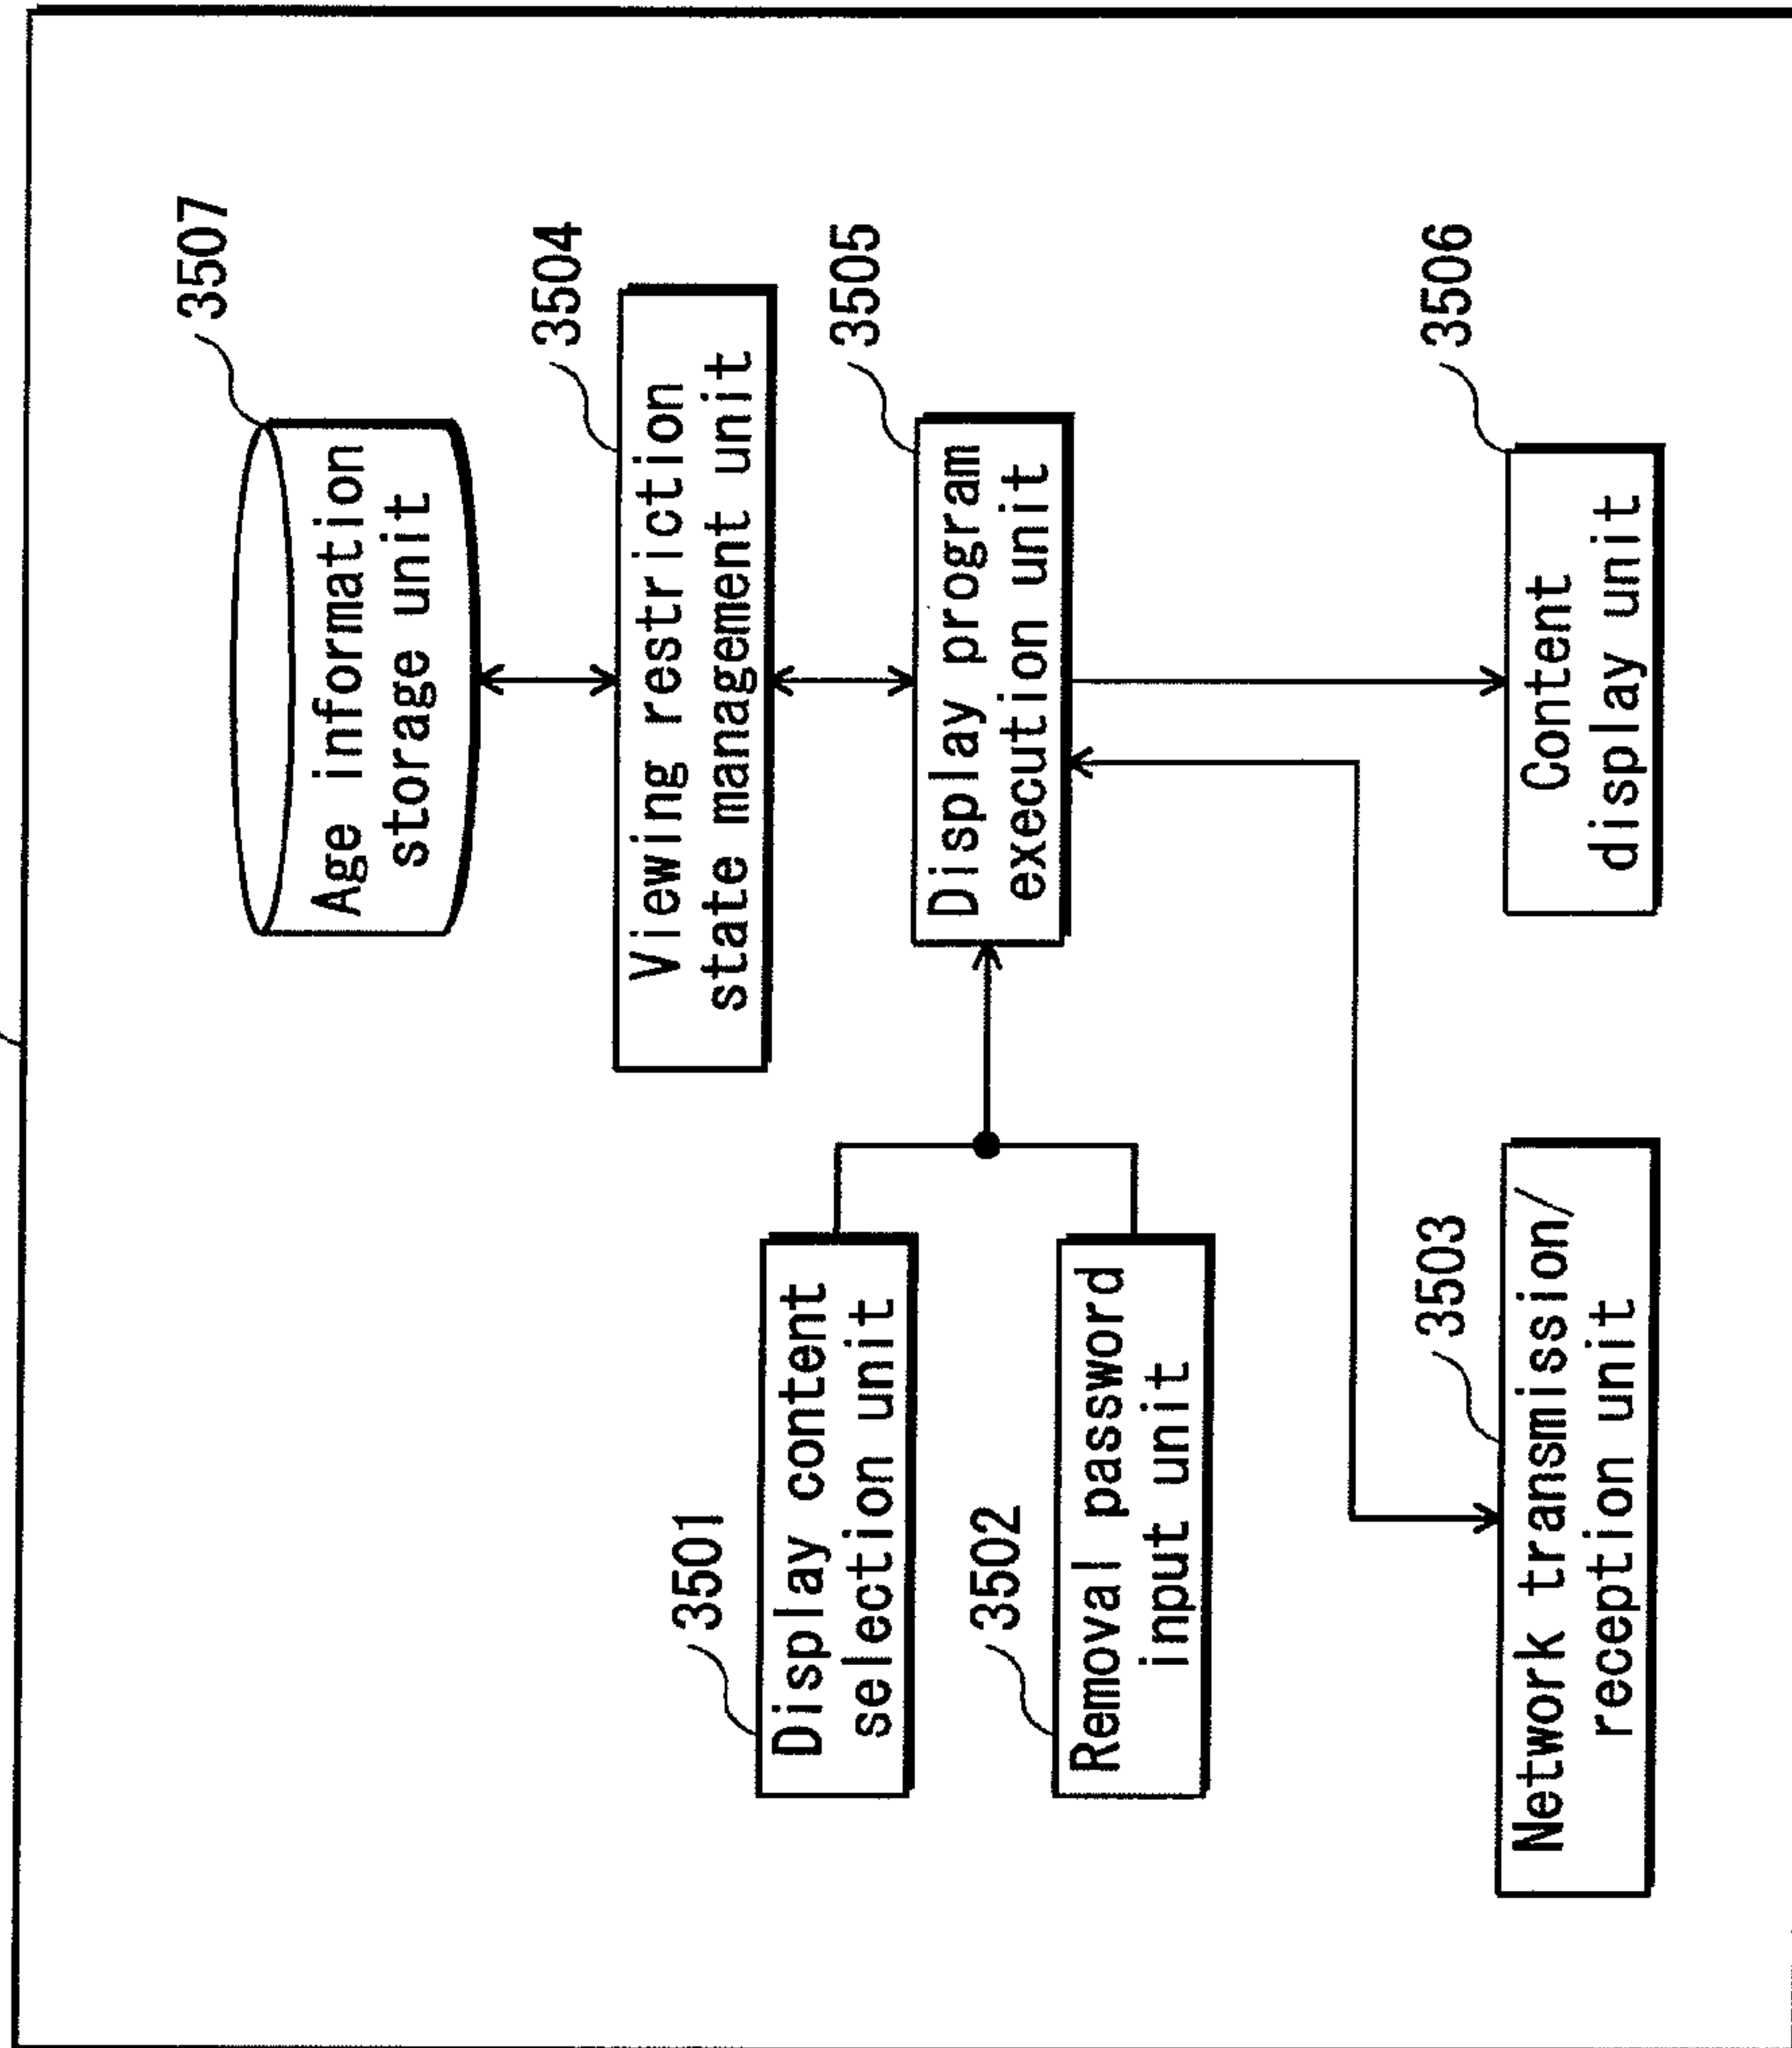 3507
Age information
storage unit
3504
Viewing restriction
state management unit
3501
Display content
selection unit
3505
Display program
execution unit
3502
Removal password
input unit
3503
Network transmission/
reception unit
3506
Content
display unit